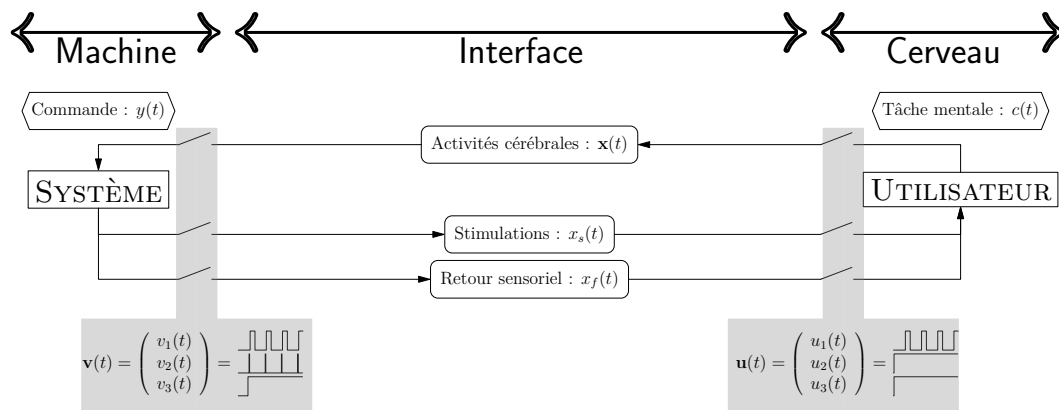 Machine
Interface
Cerveau
Commande : y(t)
Tâche mentale : c(t)
Activités cérébrales : x(t)
SYSTÈME
UTILISATEUR
Stimulations : x_s(t)
Retour sensoriel : x_f(t)
v(t) = ( v_1(t) v_2(t) v_3(t) ) =
u(t) = ( u_1(t) u_2(t) u_3(t) ) =